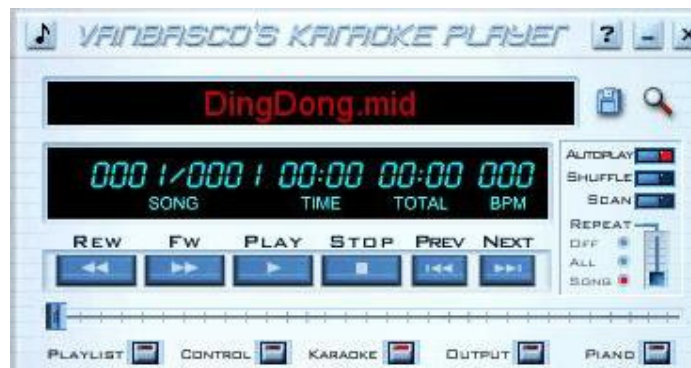 VANBASCO'S KARAOKE PLAYER ? - x
DingDong.mid
0001/0001 00:00 00:00 000
SONG TIME TOTAL BPM
AUTOPLAY
SHUFFLE
SCAN
REPEAT
OFF
ALL
SONG
REW FW PLAY STOP PREV NEXT
PLAYLIST CONTROL KARAOKE OUTPUT PIANO